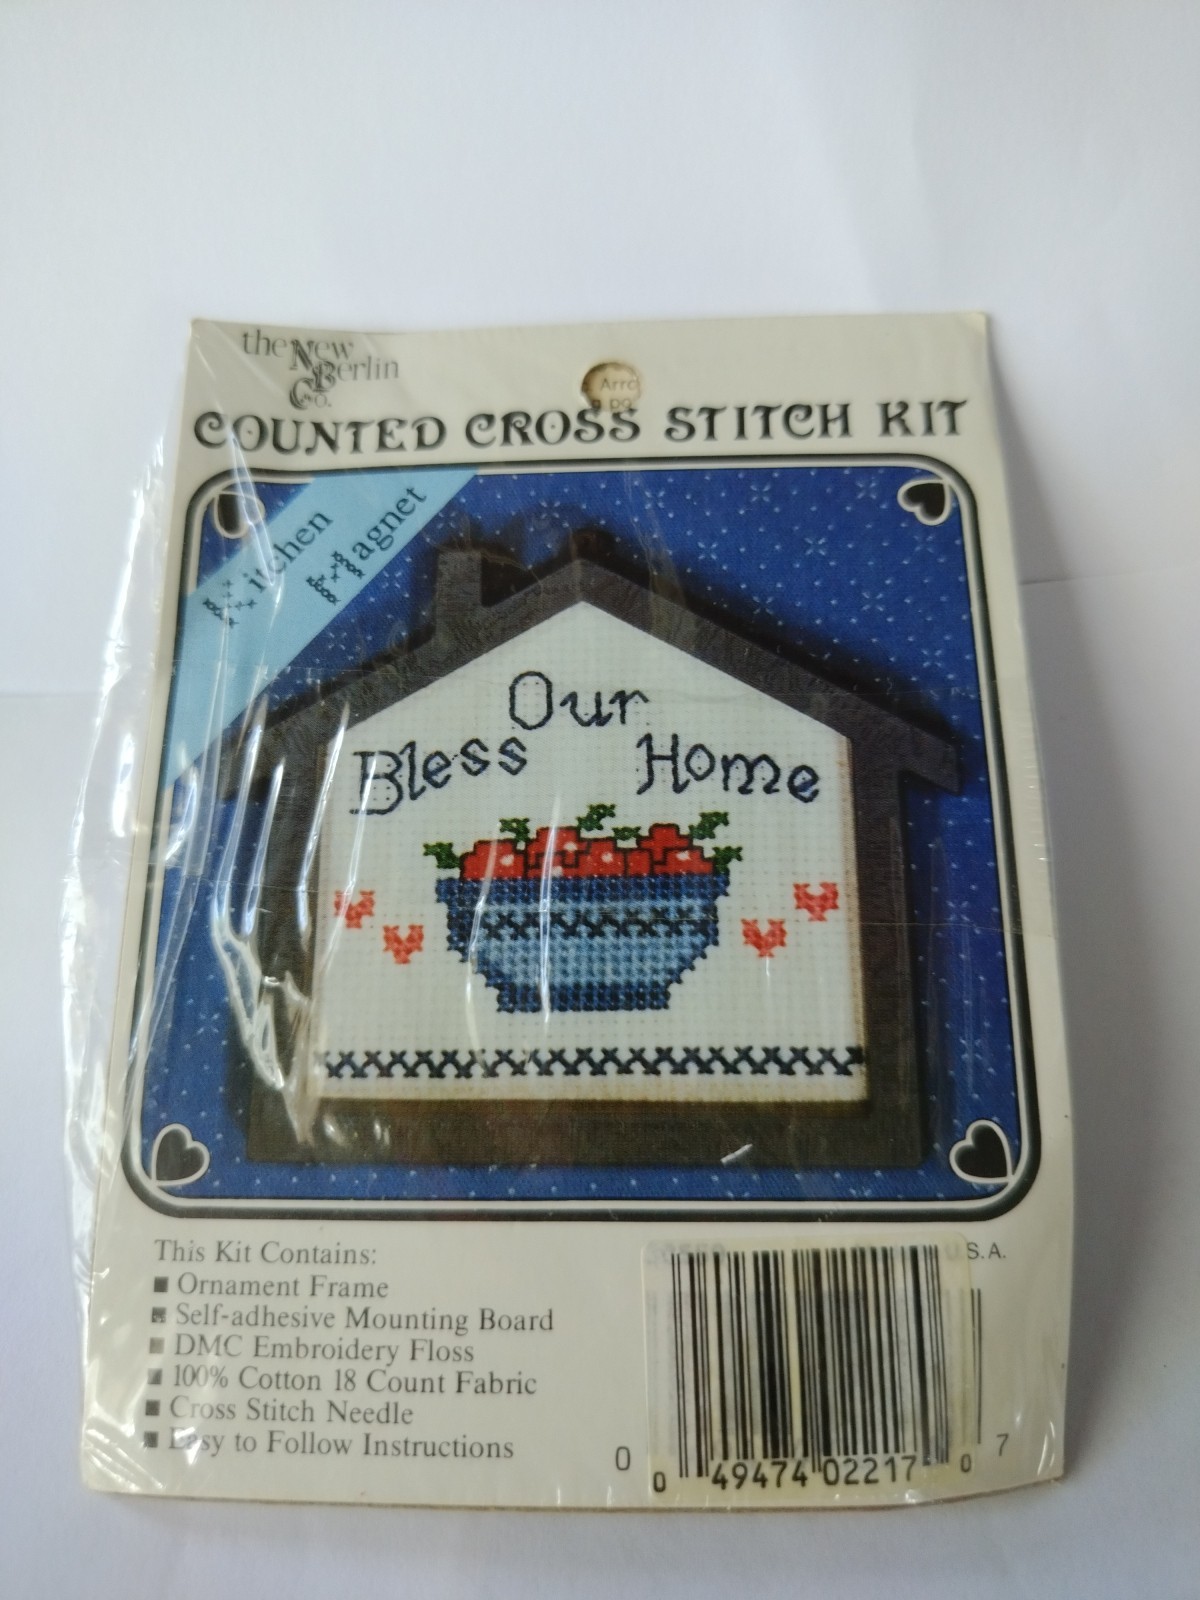 the New
Berlin
Co.
Arro
COUNTED CROSS STITCH KIT
Kitchen
Magnet
Bless Our Home
This Kit Contains:
■ Ornament Frame
■ Self-adhesive Mounting Board
■ DMC Embroidery Floss
■ 100% Cotton 18 Count Fabric
■ Cross Stitch Needle
■ Easy to Follow Instructions
S.A.
0 7
0 49474 02217 0